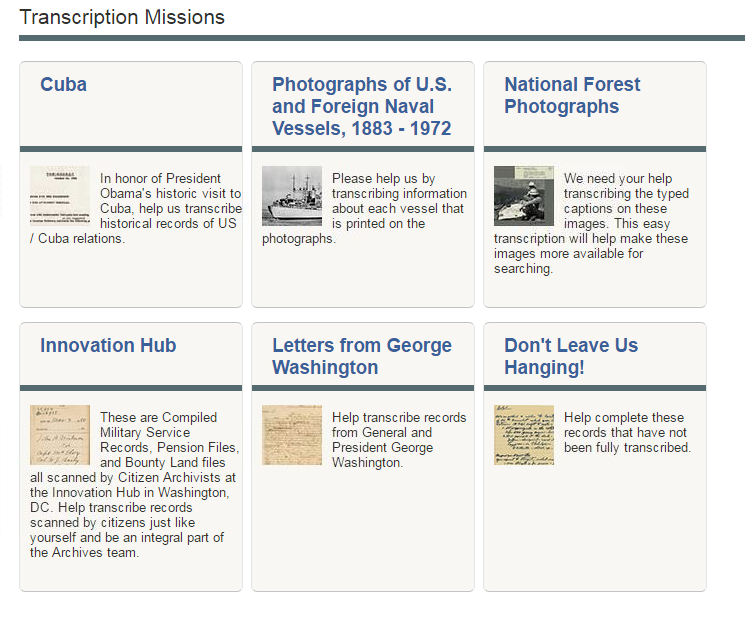 Transcription Missions
Cuba
In honor of President
Obama's historic visit to
Cuba, help us transcribe
historical records of US
/ Cuba relations.
Photographs of U.S.
and Foreign Naval
Vessels, 1883 - 1972
Please help us by
transcribing information
about each vessel that
is printed on the
photographs.
National Forest
Photographs
We need your help
transcribing the typed
captions on these
images. This easy
transcription will help make these
images more available for
searching.
Innovation Hub
These are Compiled
Military Service
Records, Pension Files,
and Bounty Land files
all scanned by Citizen Archivists at
the Innovation Hub in Washington,
DC. Help transcribe records
scanned by citizens just like
yourself and be an integral part of
the Archives team.
Letters from George
Washington
Help transcribe records
from General and
President George
Washington.
Don't Leave Us
Hanging!
Help complete these
records that have not
been fully transcribed.